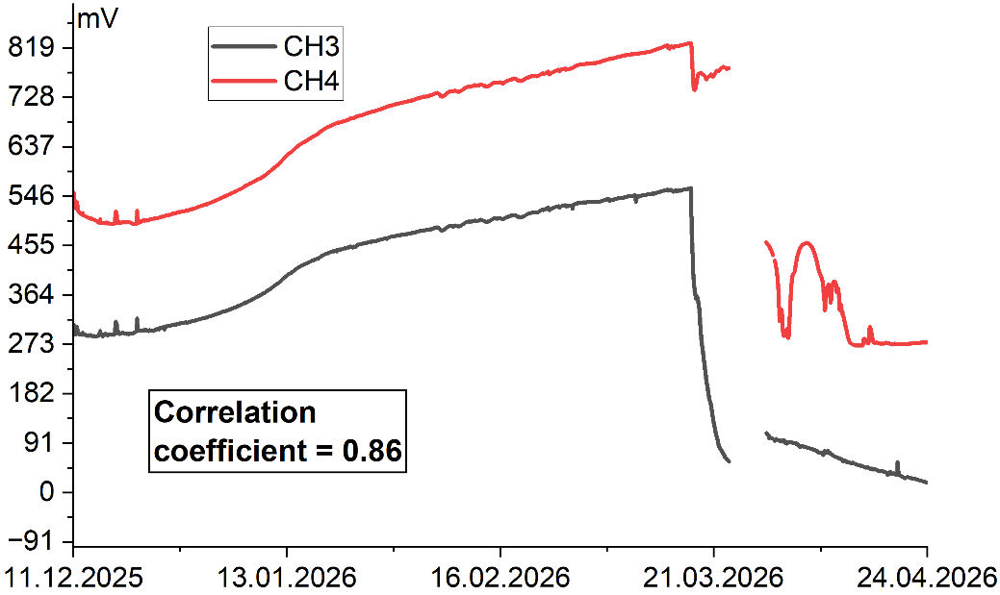 mV
819
728
637
546
455
364
273
182
91
0
−91
CH3
CH4
Correlation
coefficient = 0.86
11.12.2025 13.01.2026 16.02.2026 21.03.2026 24.04.2026